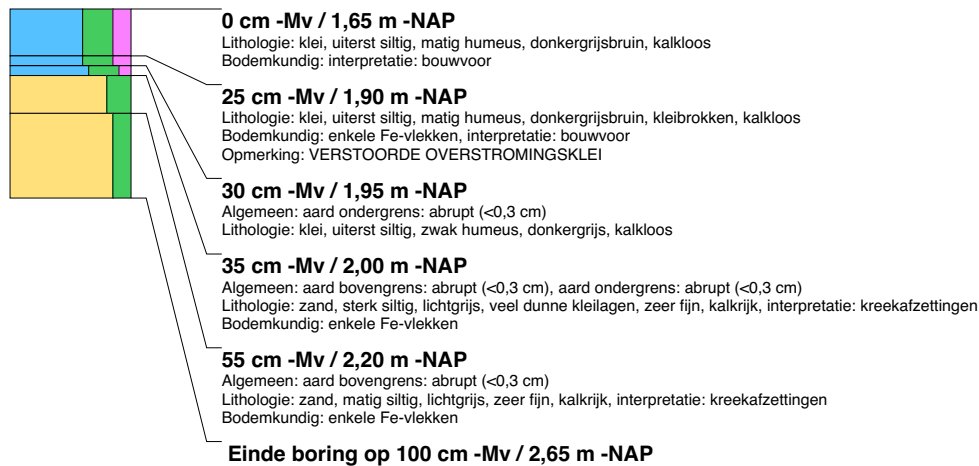 0 cm -Mv / 1,65 m -NAP
Lithologie: klei, uiterst siltig, matig humeus, donkergrijsbruin, kalkloos
Bodemkundig: interpretatie: bouwvoor
25 cm -Mv / 1,90 m -NAP
Lithologie: klei, uiterst siltig, matig humeus, donkergrijsbruin, kleibrokken, kalkloos
Bodemkundig: enkele Fe-vlekken, interpretatie: bouwvoor
Opmerking: VERSTOORDE OVERSTROMINGSKLEI
30 cm -Mv / 1,95 m -NAP
Algemeen: aard ondergrens: abrupt (<0,3 cm)
Lithologie: klei, uiterst siltig, zwak humeus, donkergrijs, kalkloos
35 cm -Mv / 2,00 m -NAP
Algemeen: aard bovengrens: abrupt (<0,3 cm), aard ondergrens: abrupt (<0,3 cm)
Lithologie: zand, sterk siltig, lichtgrijs, veel dunne kleilagen, zeer fijn, kalkrijk, interpretatie: kreekafzettingen
Bodemkundig: enkele Fe-vlekken
55 cm -Mv / 2,20 m -NAP
Algemeen: aard bovengrens: abrupt (<0,3 cm)
Lithologie: zand, matig siltig, lichtgrijs, zeer fijn, kalkrijk, interpretatie: kreekafzettingen
Bodemkundig: enkele Fe-vlekken
Einde boring op 100 cm -Mv / 2,65 m -NAP